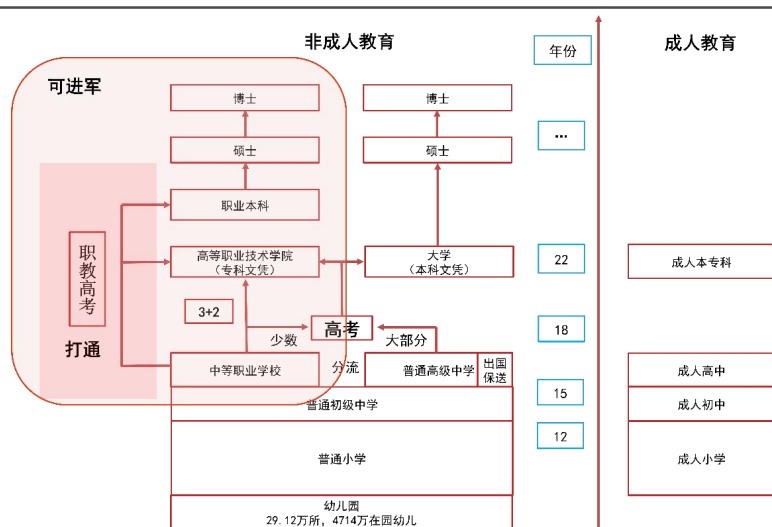 非成人教育
年份
成人教育
可进军
博士
博士
硕士
硕士
...
职业本科
职教高考
打通
高等职业技术学院
(专科文凭)
大学
(本科文凭)
22
成人本专科
3+2
高考
18
少数
大部分
中等职业学校
分流
普通高级中学
出国
保送
成人高中
15
普通初级中学
成人初中
12
普通小学
成人小学
幼儿园
29.12万所, 4714万在园幼儿